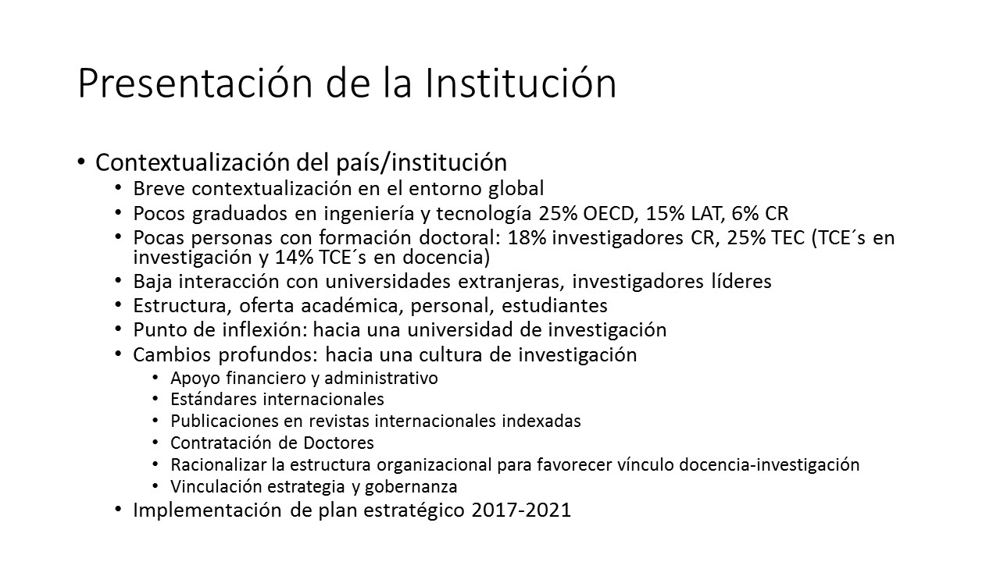 Presentación de la Institución
• Contextualización del país/institución
• Breve contextualización en el entorno global
• Pocos graduados en ingeniería y tecnología 25% OECD, 15% LAT, 6% CR
• Pocas personas con formación doctoral: 18% investigadores CR, 25% TEC (TCE´s en
investigación y 14% TCE´s en docencia)
• Baja interacción con universidades extranjeras, investigadores líderes
• Estructura, oferta académica, personal, estudiantes
• Punto de inflexión: hacia una universidad de investigación
• Cambios profundos: hacia una cultura de investigación
• Apoyo financiero y administrativo
• Estándares internacionales
• Publicaciones en revistas internacionales indexadas
• Contratación de Doctores
• Racionalizar la estructura organizacional para favorecer vínculo docencia-investigación
• Vinculación estrategia y gobernanza
• Implementación de plan estratégico 2017-2021